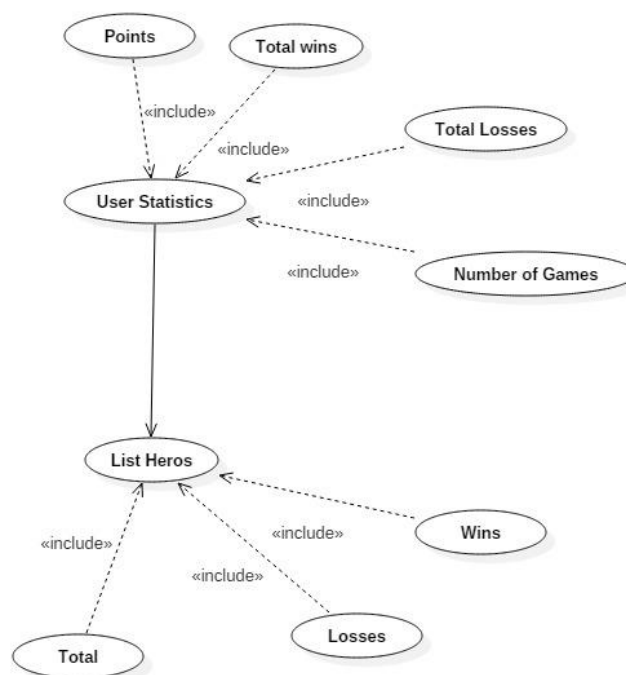 Points
Total wins
«include»
«include»
Total Losses
User Statistics
«include»
«include»
Number of Games
List Heros
«include»
«include»
«include»
Wins
Losses
Total